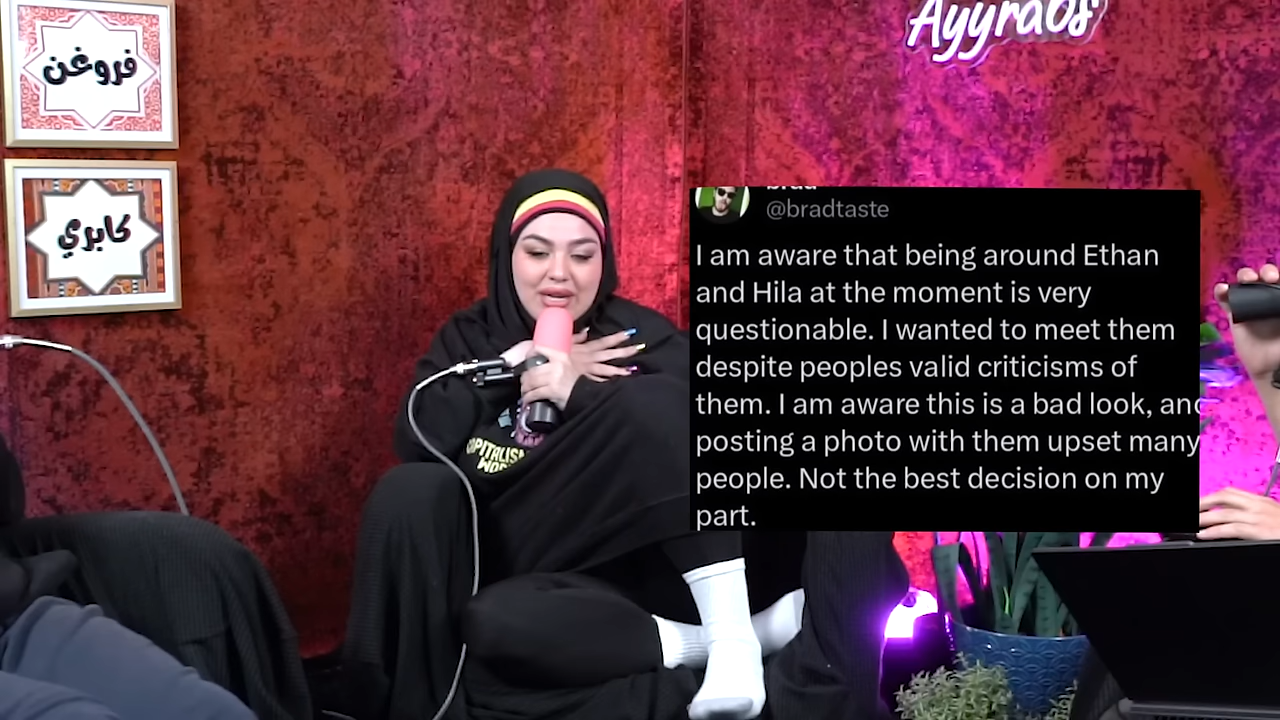 فروغن
كابري
brad
@bradtaste
I am aware that being around Ethan
and Hila at the moment is very
questionable. I wanted to meet them
despite peoples valid criticisms of
them. I am aware this is a bad look, and
posting a photo with them upset many
people. Not the best decision on my
part.